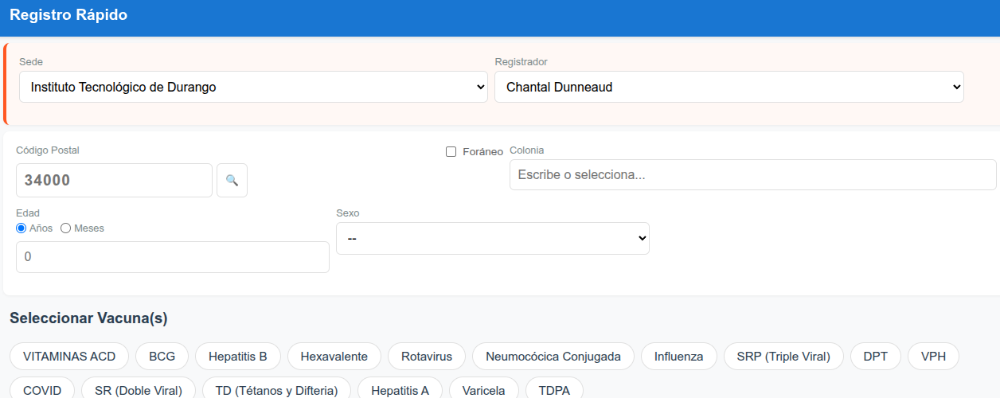 Registro Rápido
Sede Registrador
Instituto Tecnológico de Durango Chantal Dunneaud
Código Postal Foráneo Colonia
34000 Escribe o selecciona...
Edad Sexo
Años Meses
--
0
Seleccionar Vacuna(s)
VITAMINAS ACD BCG Hepatitis B Hexavalente Rotavirus Neumocócica Conjugada Influenza SRP (Triple Viral) DPT VPH
COVID SR (Doble Viral) TD (Tétanos y Difteria) Hepatitis A Varicela TDPA